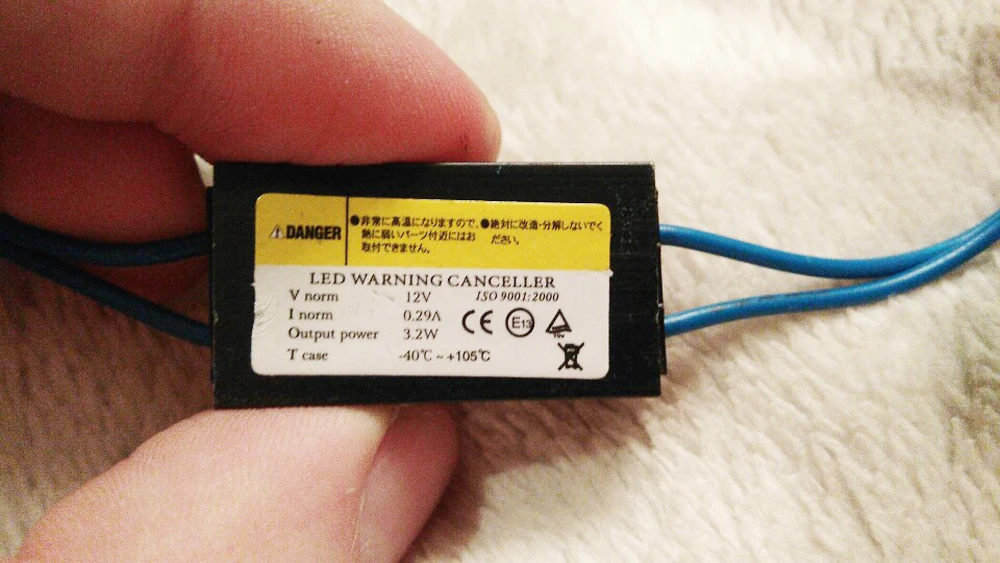 ⚠DANGER
●非常に高温になりますので、
熱に弱いパーツ付近にはお
取付できません。
●絶対に改造・分解しないでく
ださい。
LED WARNING CANCELLER
V norm 12V ISO 9001:2000
I norm 0.29A CE E13
Output power 3.2W
T case -40℃ ~ +105℃